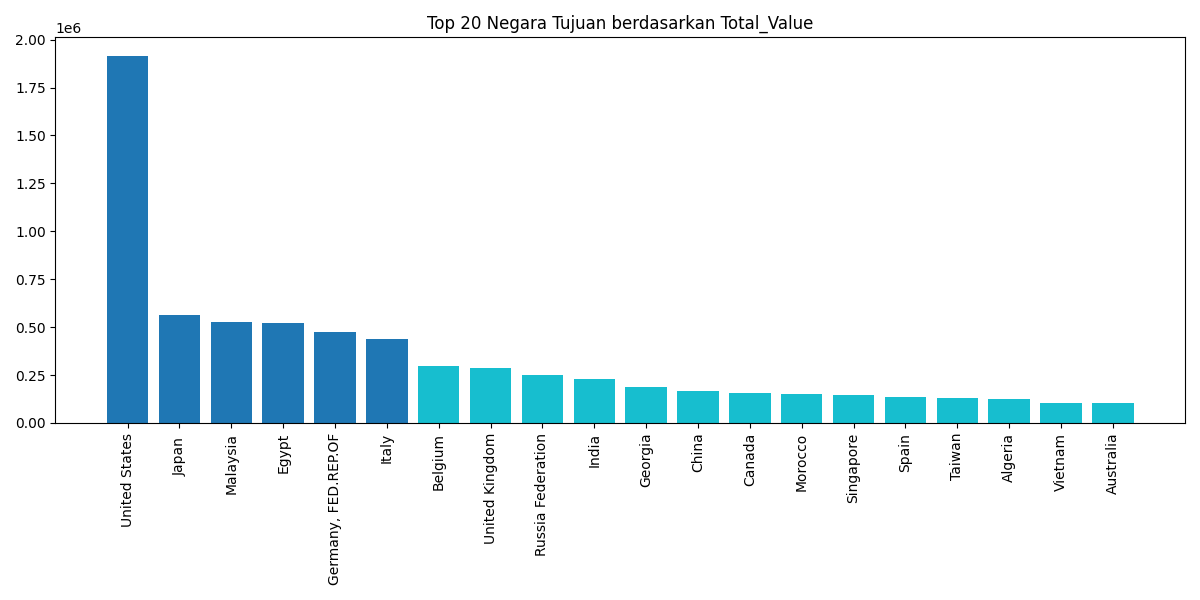 Top 20 Negara Tujuan berdasarkan Total_Value
1e6
2.00
1.75
1.50
1.25
1.00
0.75
0.50
0.25
0.00
United States
Japan
Malaysia
Egypt
Germany, FED.REP.OF
Italy
Belgium
United Kingdom
Russia Federation
India
Georgia
China
Canada
Morocco
Singapore
Spain
Taiwan
Algeria
Vietnam
Australia